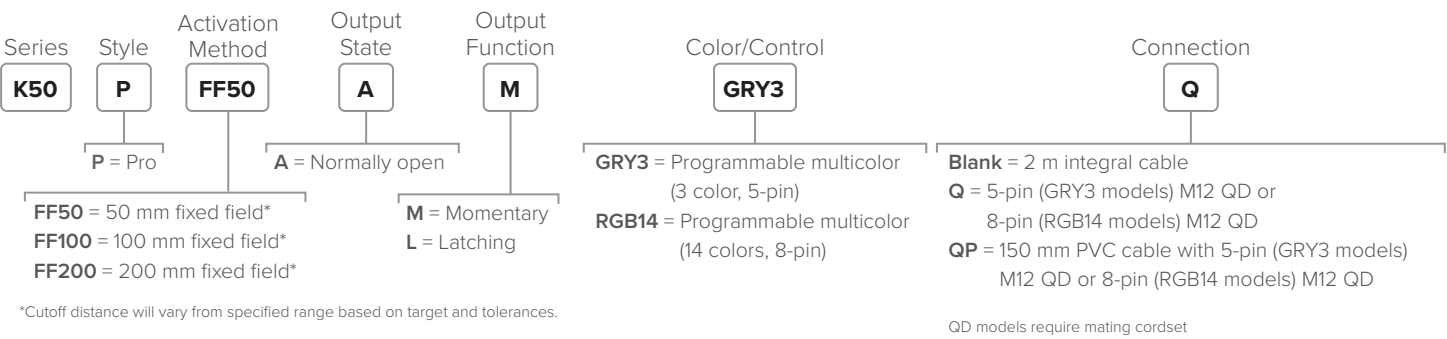 Series
Style
Activation
Method
Output
State
Output
Function
Color/Control
Connection
K50
P
FF50
A
M
GRY3
Q
P = Pro
A = Normally open
FF50 = 50 mm fixed field*
FF100 = 100 mm fixed field*
FF200 = 200 mm fixed field*
M = Momentary
L = Latching
GRY3 = Programmable multicolor
(3 color, 5-pin)
RGB14 = Programmable multicolor
(14 colors, 8-pin)
Blank = 2 m integral cable
Q = 5-pin (GRY3 models) M12 QD or
8-pin (RGB14 models) M12 QD
QP = 150 mm PVC cable with 5-pin (GRY3 models)
M12 QD or 8-pin (RGB14 models) M12 QD
*Cutoff distance will vary from specified range based on target and tolerances.
QD models require mating cordset